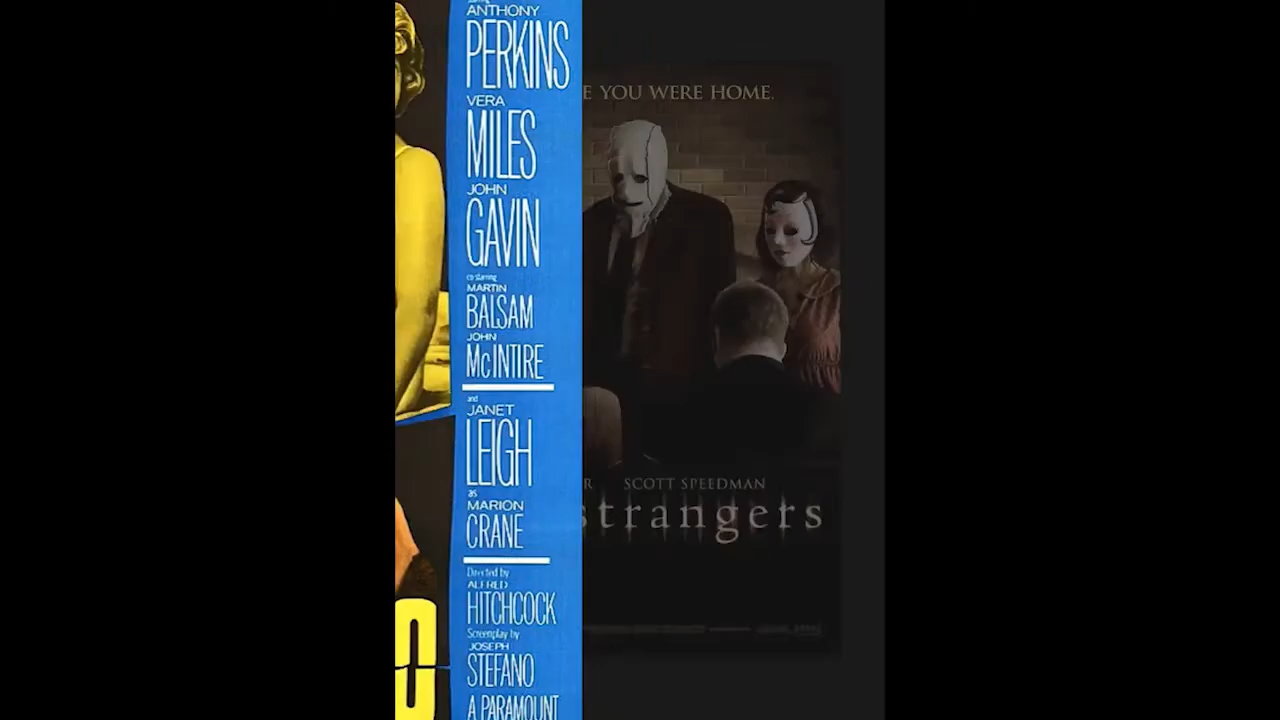 ANTHONY
PERKINS
VERA
MILES
JOHN
GAVIN
co-starring
MARTIN
BALSAM
JOHN
McINTIRE
and
JANET
LEIGH
as
MARION
CRANE
Directed by
ALFRED
HITCHCOCK
Screenplay by
JOSEPH
STEFANO
A PARAMOUNT
O
E YOU WERE HOME.
R SCOTT SPEEDMAN
strangers